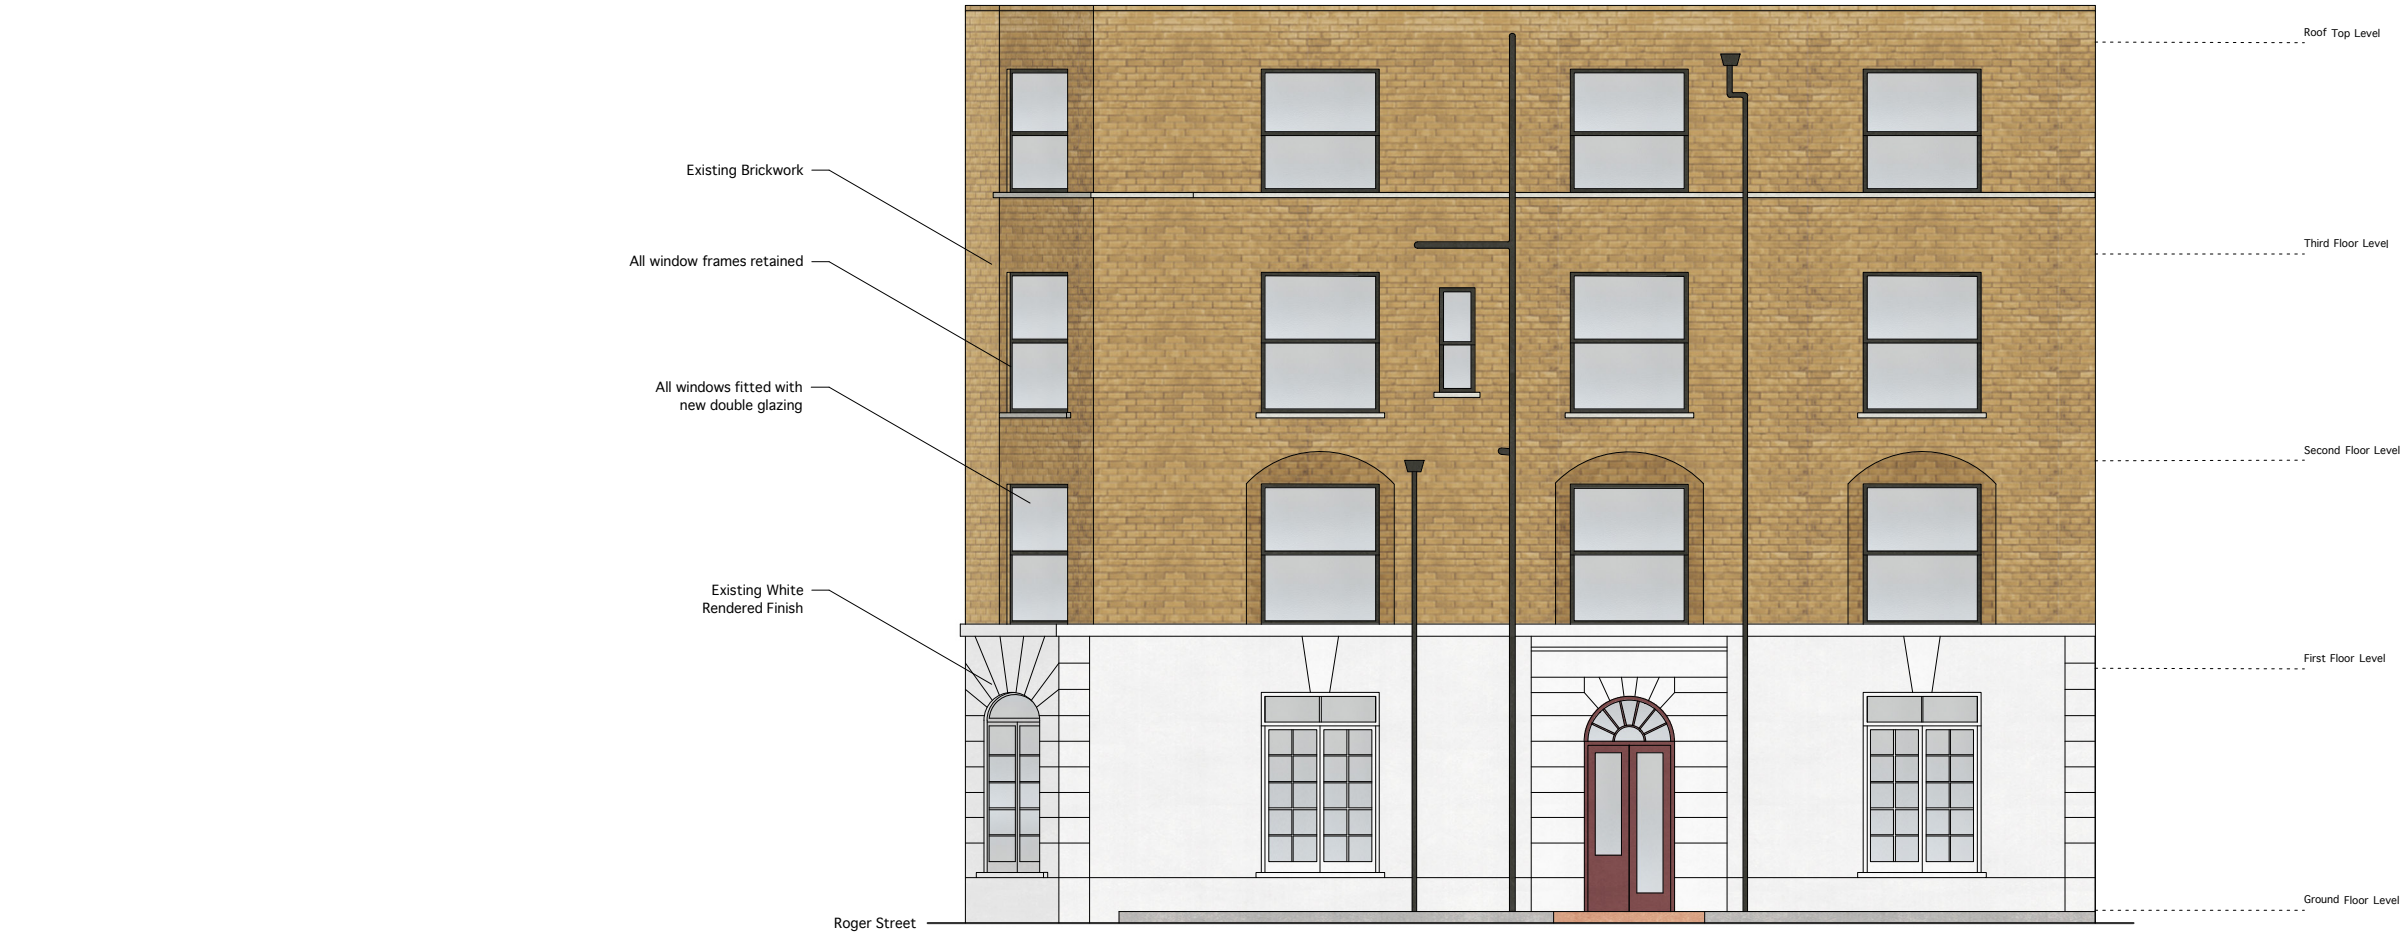 Roof Top Level
Existing Brickwork
Third Floor Level
All window frames retained
All windows fitted with
new double glazing
Second Floor Level
Existing White
Rendered Finish
First Floor Level
Ground Floor Level
Roger Street